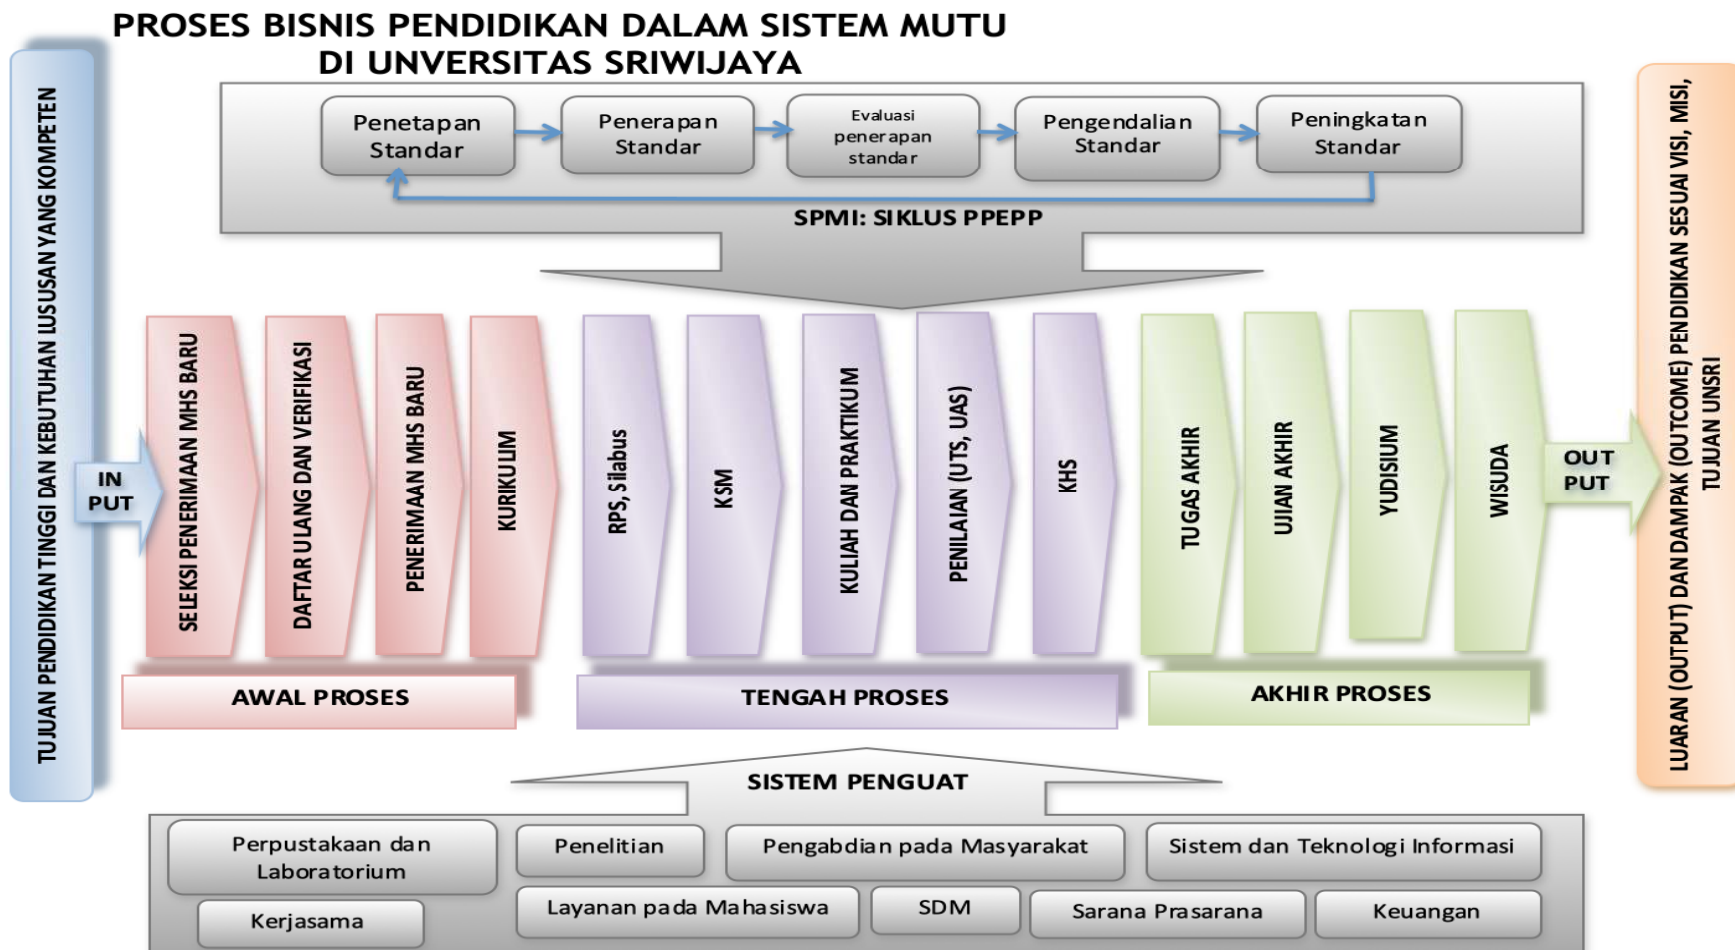 PROSES BISNIS PENDIDIKAN DALAM SISTEM MUTU
DI UNVERSITAS SRIWIJAYA
TUJUAN PENDIDIKAN TINGGI DAN KEBUTUHAN LUSUSAN YANG KOMPETEN
Penetapan
Standar
Penerapan
Standar
Evaluasi
penerapan
standar
Pengendalian
Standar
Peningkatan
Standar
SPMI: SIKLUS PPEPP
IN
PUT
SELEKSI PENERIMAAN MHS BARU
DAFTAR ULANG DAN VERIFIKASI
PENERIMAAN MHS BARU
KURIKULUM
RPS, Silabus
KSM
KULIAH DAN PRAKTIKUM
PENILAIAN (UTS, UAS)
KHS
TUGAS AKHIR
UJIAN AKHIR
YUDISIUM
WISUDA
OUT
PUT
LUARAN (OUTPUT) DAN DAMPAK (OUTCOME) PENDIDIKAN SESUAI VISI, MISI,
TUJUAN UNSRI
AWAL PROSES
TENGAH PROSES
AKHIR PROSES
SISTEM PENGUAT
Perpustakaan dan
Laboratorium
Penelitian
Pengabdian pada Masyarakat
Sistem dan Teknologi Informasi
Kerjasama
Layanan pada Mahasiswa
SDM
Sarana Prasarana
Keuangan